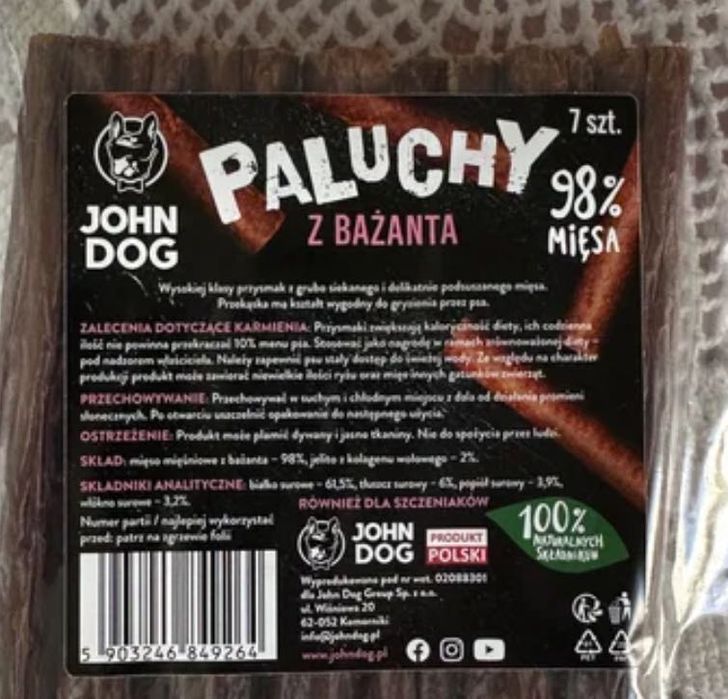 JOHN
DOG
PALUCHY
Z BAŻANTA
7 szt.
98%
MIĘSA
Wysokiej klasy przysmak z grubo siekanego i delikatnie podsuszanego mięsa.
Przekąska ma kształt wygodny do gryzienia przez psa.
ZALECENIA DOTYCZĄCE KARMIENIA: Przysmaki zwiększają kaloryczność diety, ich codzienna
ilość nie powinna przekraczać 10% menu psa. Stosować jako nagrodę w ramach zrównoważonej diety –
pod nadzorem właściciela. Należy zapewnić psu stały dostęp do świeżej wody. Ze względu na charakter
produkcji produkt może zawierać niewielkie ilości ryżu oraz mięs innych gatunków zwierząt.
PRZECHOWYWANIE: Przechowywać w suchym i chłodnym miejscu z dala od działania promieni
słonecznych. Po otwarciu uszczelnić opakowanie do następnego użycia.
OSTRZEŻENIE: Produkt może plamić dywany i jasne tkaniny. Nie do spożycia przez ludzi.
SKŁAD: mięso mięśniowe z bażanta – 98%, jelito z kolagenu wołowego – 2%.
SKŁADNIKI ANALITYCZNE: białko surowe – 61,5%, tłuszcz surowy – 6%, popiół surowy – 3,9%,
włókno surowe – 3,2%.
RÓWNIEŻ DLA SZCZENIAKÓW
Numer partii / najlepiej wykorzystać
przed: patrz na zgrzewie folii
JOHN
DOG
PRODUKT
POLSKI
100%
NATURALNYCH
SKŁADNIKÓW
Wyprodukowano pod nr wet. 02088301
dla John Dog Group Sp. z o.o.
ul. Wiśniowa 20
62-052 Komorniki
info@johndog.pl
www.johndog.pl
5 903246 849264
PET